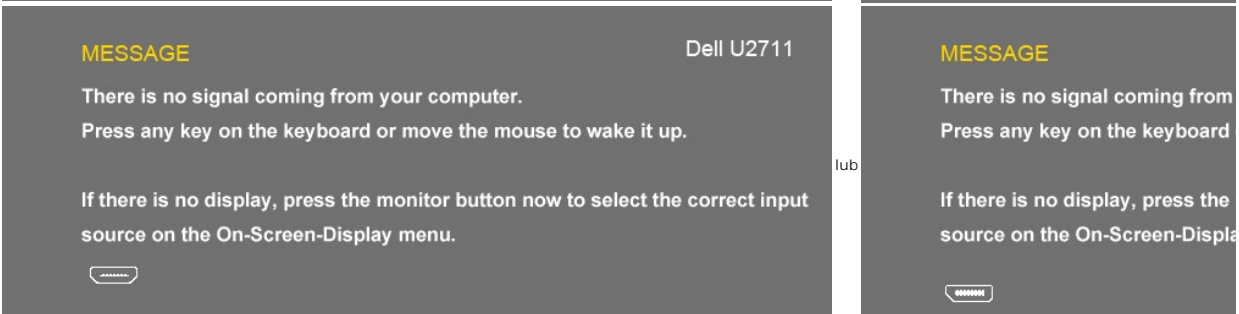 MESSAGE
Dell U2711
There is no signal coming from your computer.
Press any key on the keyboard or move the mouse to wake it up.
If there is no display, press the monitor button now to select the correct input
source on the On-Screen-Display menu.
lub
MESSAGE
There is no signal coming from
Press any key on the keyboard
If there is no display, press the
source on the On-Screen-Displa